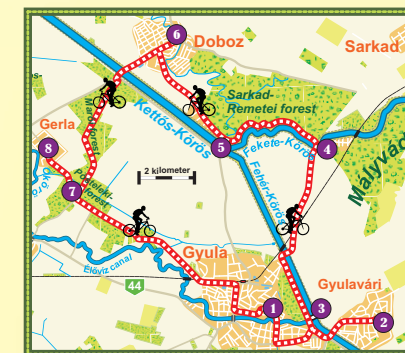 6
Doboz
Sarkad
Sarkad-
Remetei forest
Kettős-Körös
Fekete-Körös
Fehér-Körös
Mályvád
Gerla
8
5
4
7
2 kilometer
Gyula
Élővíz canal
44
Gyulavári
1
3
2